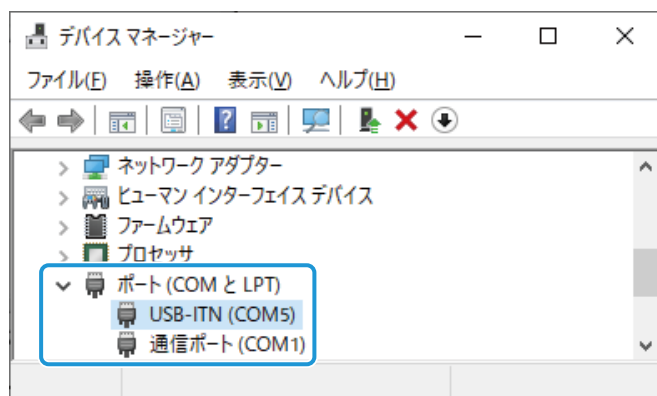 デバイス マネージャー
ファイル(F) 操作(A) 表示(V) ヘルプ(H)
ネットワーク アダプター
ヒューマン インターフェイス デバイス
ファームウェア
プロセッサ
ポート (COM と LPT)
USB-ITN (COM5)
通信ポート (COM1)